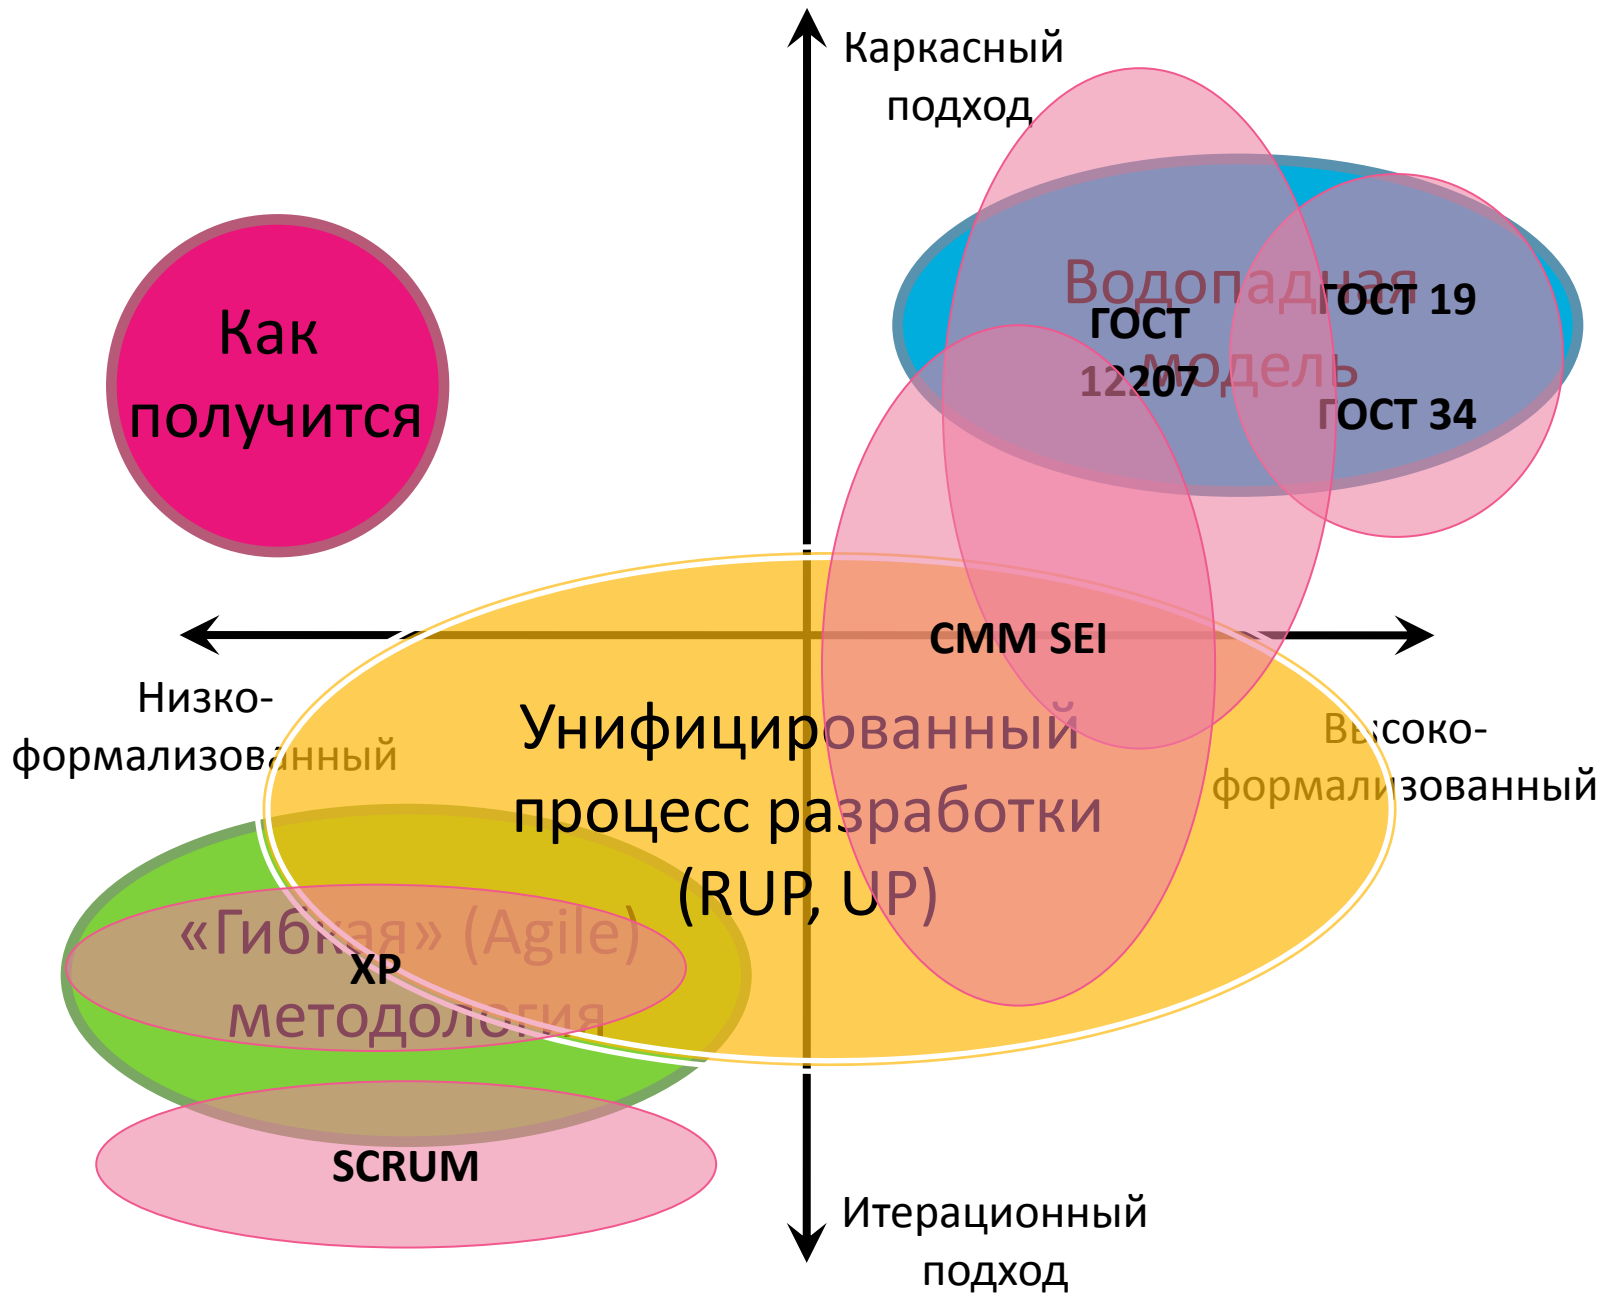 Каркасный
подход
Как
получится
Водопадная
модель
ГОСТ
12207
ГОСТ 19
ГОСТ 34
CMM SEI
Низко-
формализованный
Высоко-
формализованный
Унифицированный
процесс разработки
(RUP, UP)
«Гибкая» (Agile)
методология
XP
SCRUM
Итерационный
подход